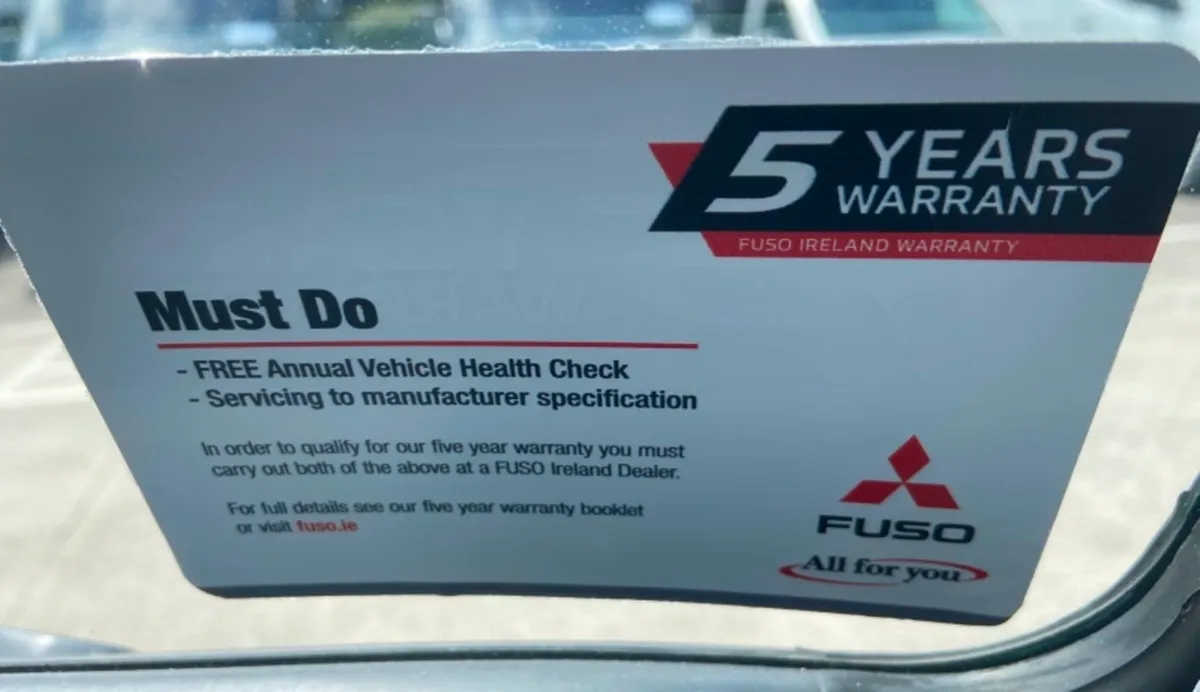 5 YEARS
WARRANTY
FUSO IRELAND WARRANTY
Must Do
- FREE Annual Vehicle Health Check
- Servicing to manufacturer specification
In order to qualify for our five year warranty you must
carry out both of the above at a FUSO Ireland Dealer.
For full details see our five year warranty booklet
or visit fuso.ie
FUSO
All for you